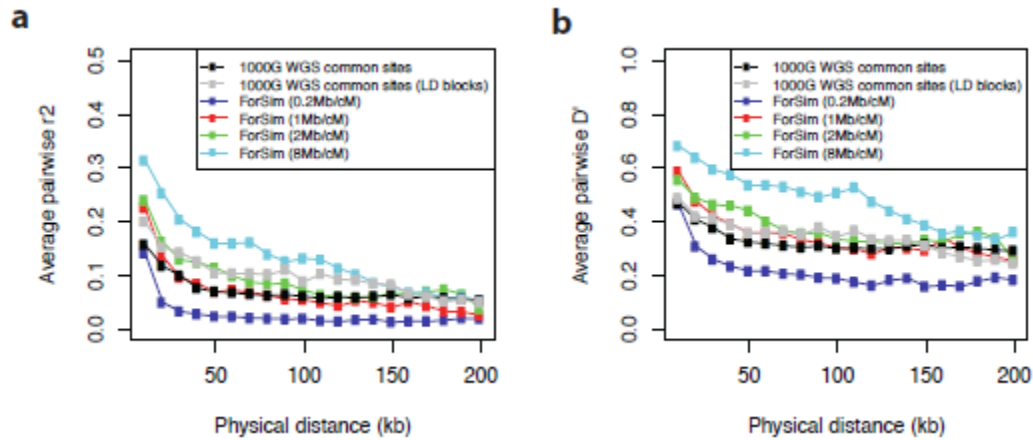 a
1000G WGS common sites
1000G WGS common sites (LD blocks)
ForSim (0.2Mb/cM)
ForSim (1Mb/cM)
ForSim (2Mb/cM)
ForSim (8Mb/cM)
Average pairwise r2
0.5
0.4
0.3
0.2
0.1
0.0
50 100 150 200
Physical distance (kb)
b
1000G WGS common sites
1000G WGS common sites (LD blocks)
ForSim (0.2Mb/cM)
ForSim (1Mb/cM)
ForSim (2Mb/cM)
ForSim (8Mb/cM)
Average pairwise D'
1.0
0.8
0.6
0.4
0.2
0.0
50 100 150 200
Physical distance (kb)